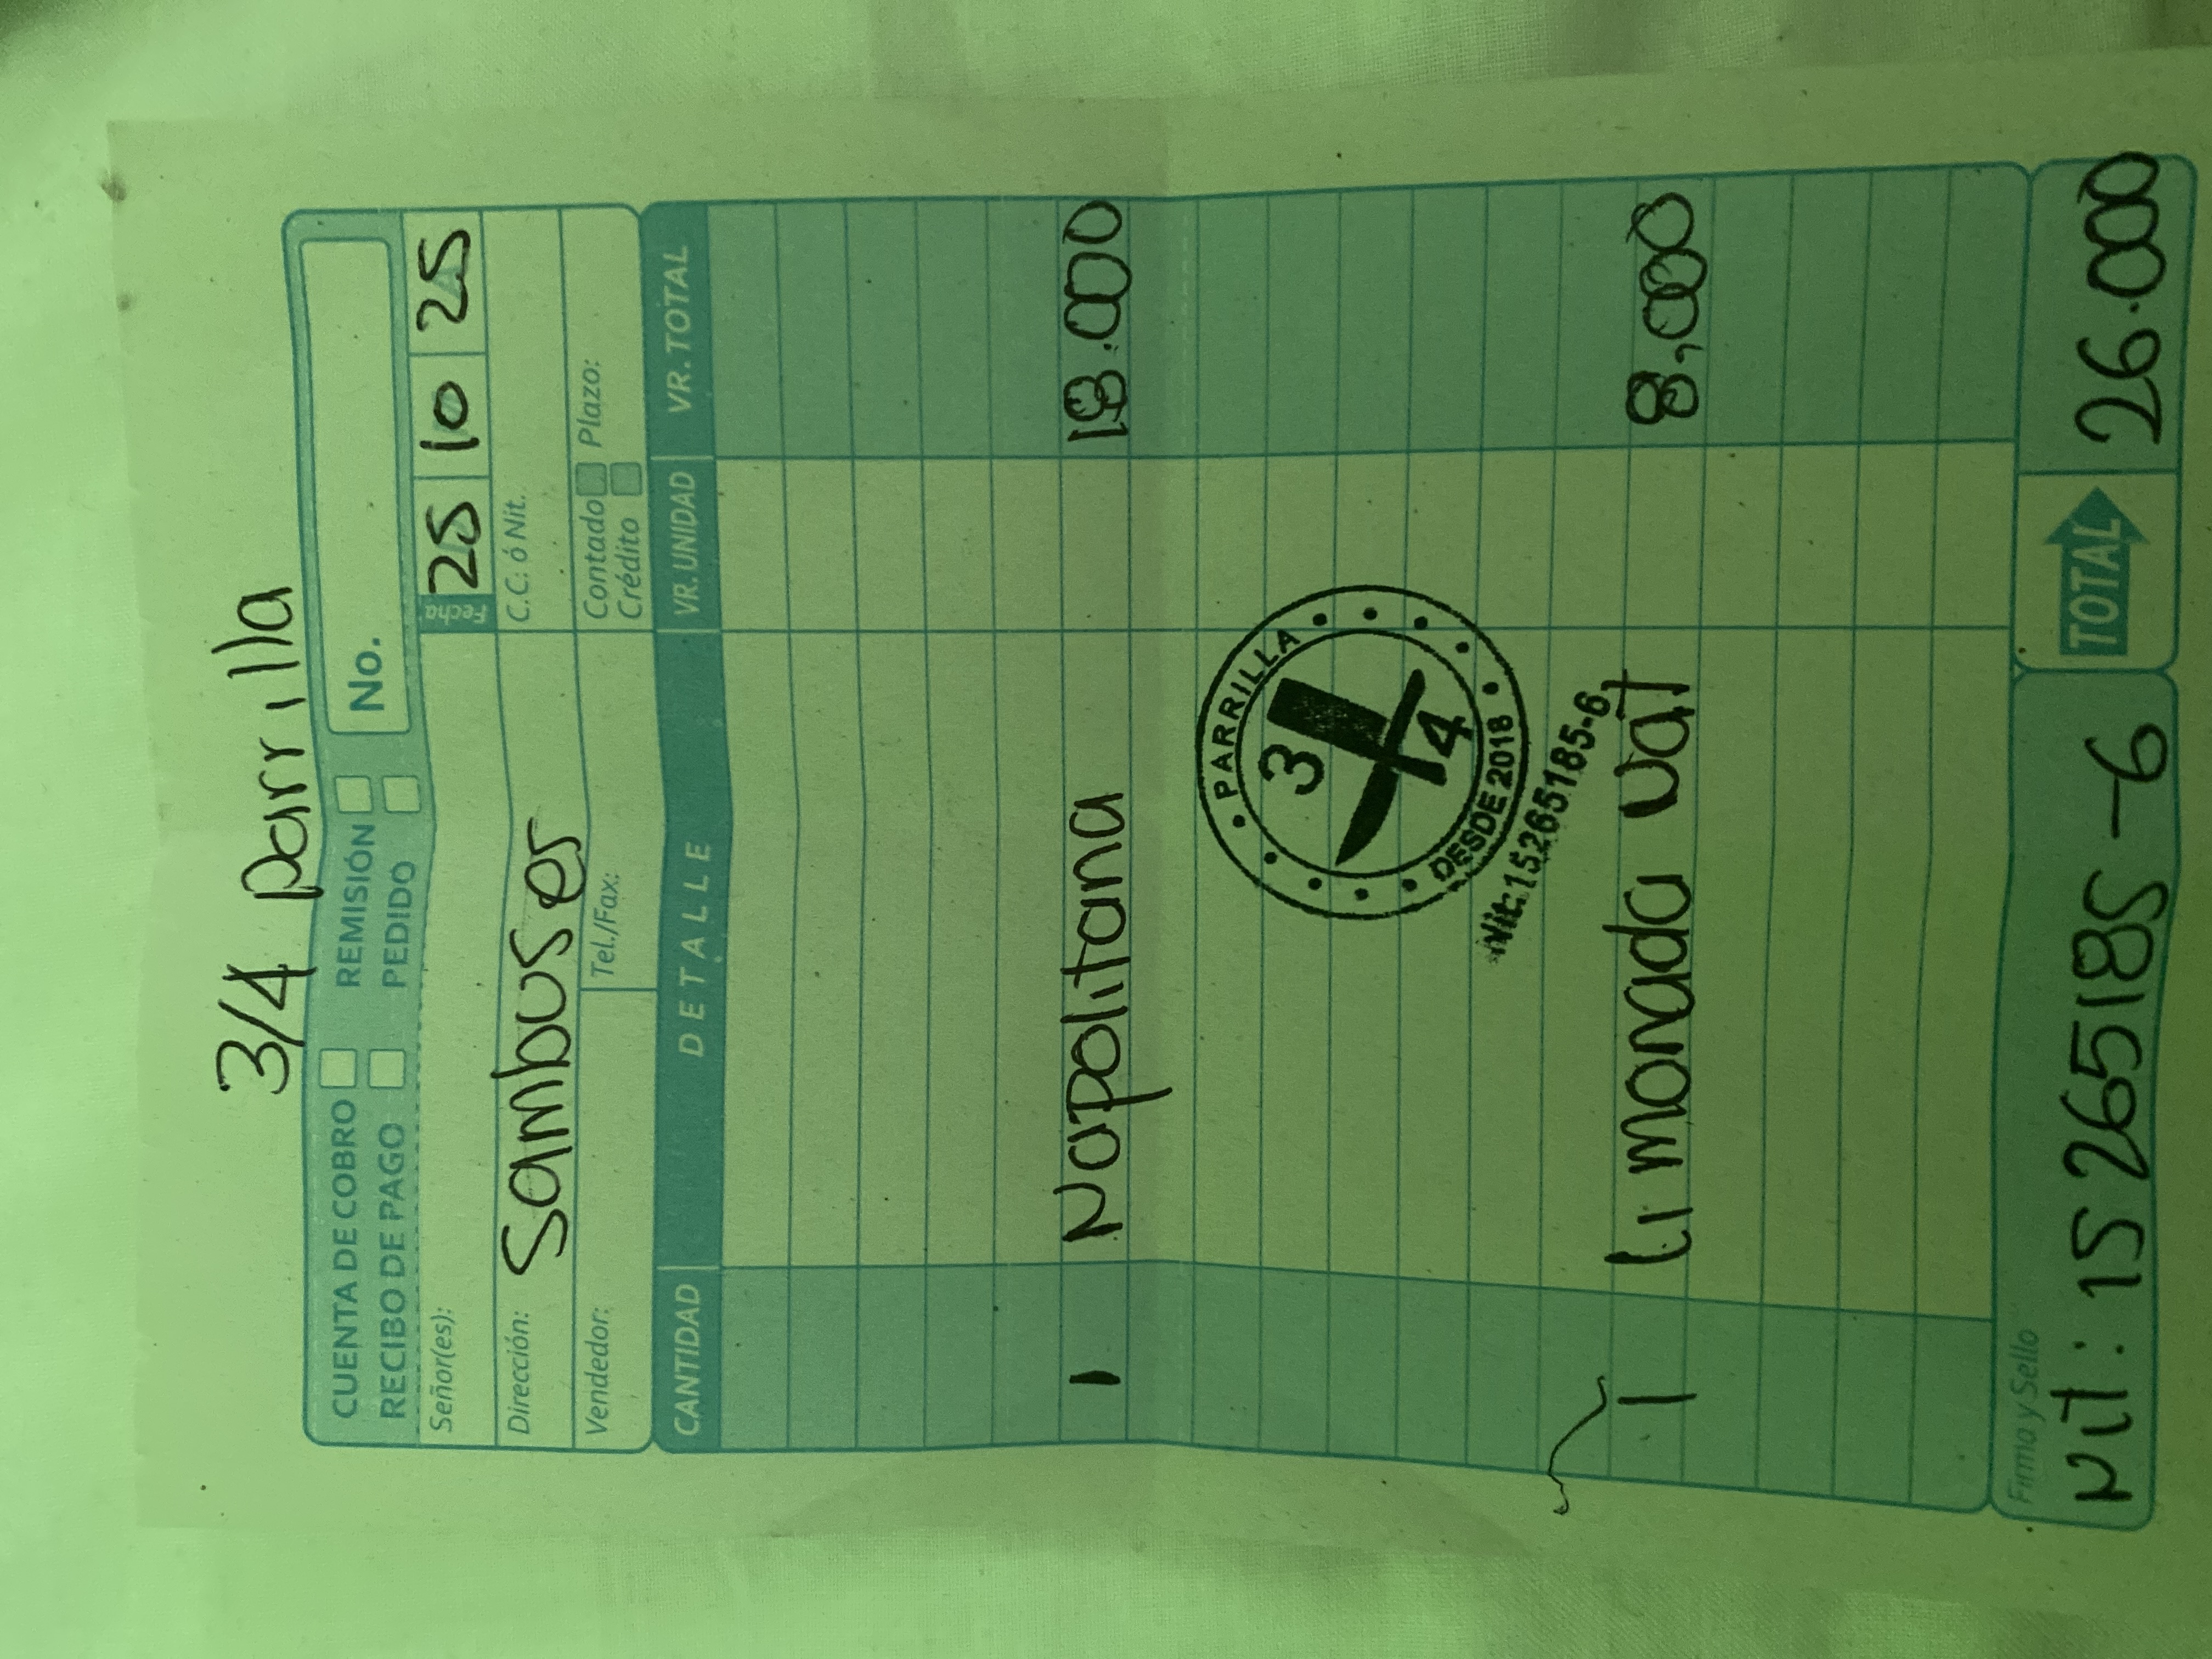 3/4 parrilla
CUENTA DE COBRO REMISIÓN No.
RECIBO DE PAGO PEDIDO
Señor(es): Fecha 25 10 25
Dirección: Sambuser C.C: ó Nit.
Vendedor: Tel./Fax: Contado Plazo:
Crédito
CANTIDAD DETALLE VR. UNIDAD VR. TOTAL
1 Napolitana 18.000
PARRILLA
3 4
DESDE 2018
Nit:15265185-6
1 Limonada nat 8,000
Firma y Sello
Nit: 15265185-6 TOTAL 26.000